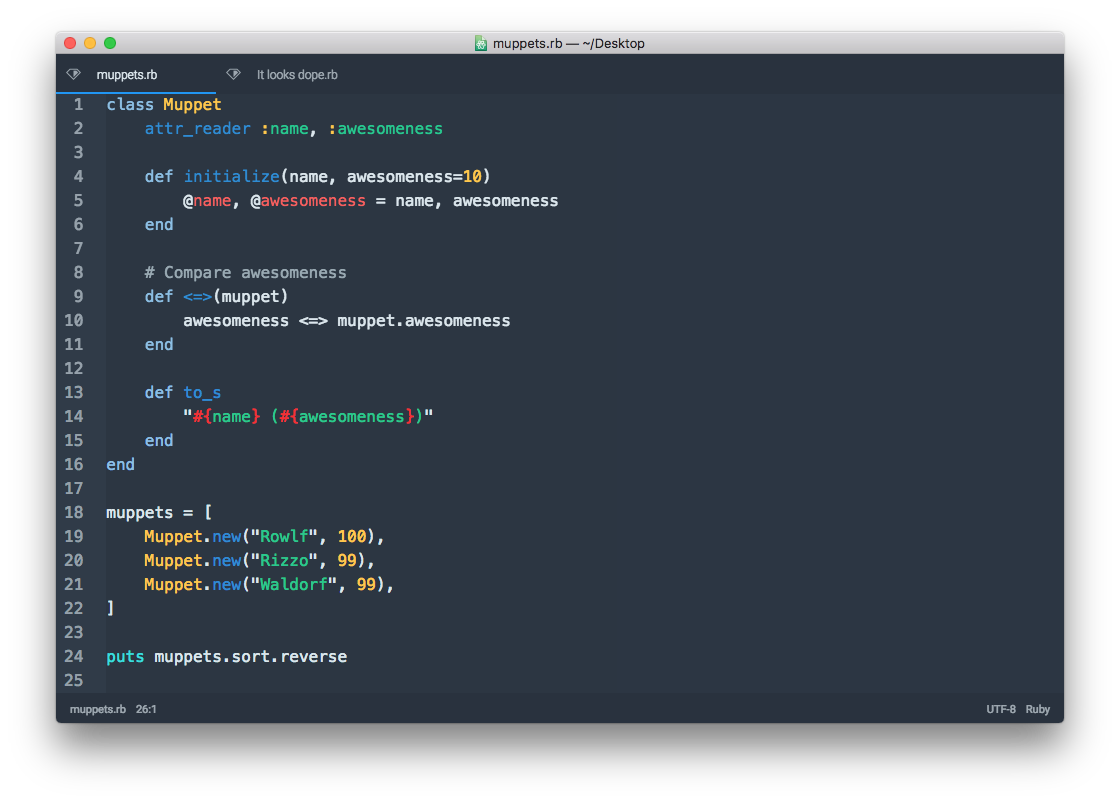 muppets.rb — ~/Desktop
muppets.rb It looks dope.rb
1 class Muppet
2     attr_reader :name, :awesomeness
3
4     def initialize(name, awesomeness=10)
5         @name, @awesomeness = name, awesomeness
6     end
7
8     # Compare awesomeness
9     def <=>(muppet)
10         awesomeness <=> muppet.awesomeness
11     end
12
13     def to_s
14         "#{name} (#{awesomeness})"
15     end
16 end
17
18 muppets = [
19     Muppet.new("Rowlf", 100),
20     Muppet.new("Rizzo", 99),
21     Muppet.new("Waldorf", 99),
22 ]
23
24 puts muppets.sort.reverse
25
muppets.rb 26:1 UTF-8 Ruby